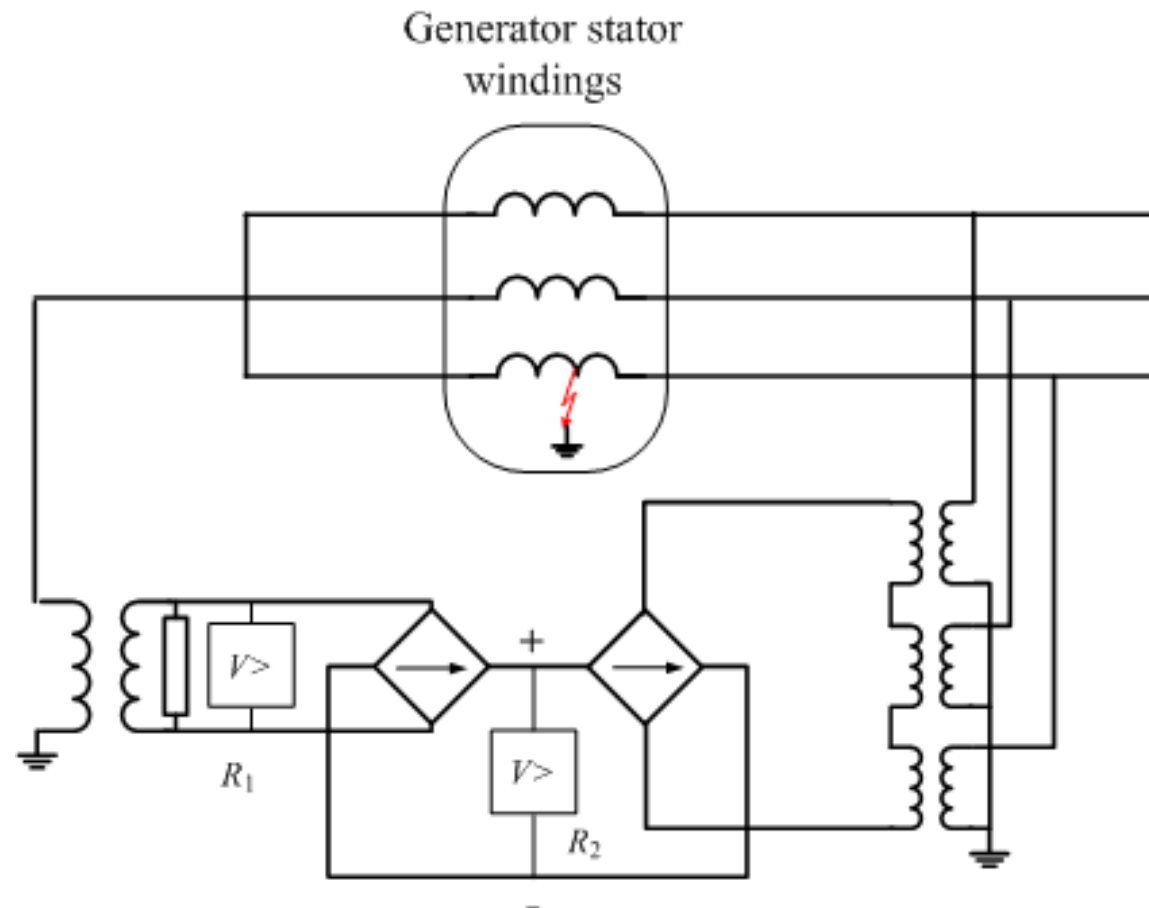 Generator stator
windings
V>
+
R1
V>
R2
-